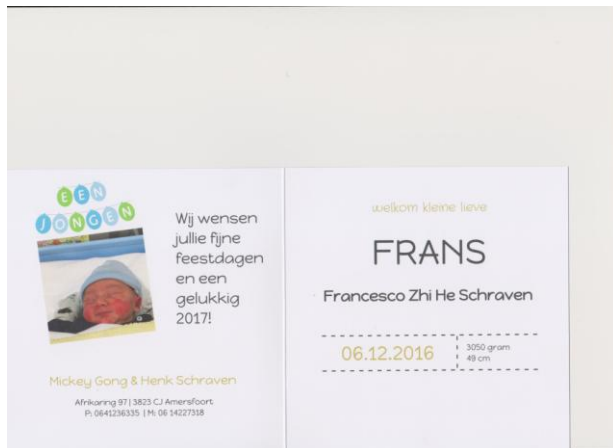 EEN
JONGEN
Wij wensen
jullie fijne
feestdagen
en een
gelukkig
2017!
Mickey Gong & Henk Schraven
Afrikaring 97 | 3823 CJ Amersfoort
P: 0641236335 | M: 06 14227318
welkom kleine lieve
FRANS
Francesco Zhi He Schraven
06.12.2016
3050 gram
49 cm